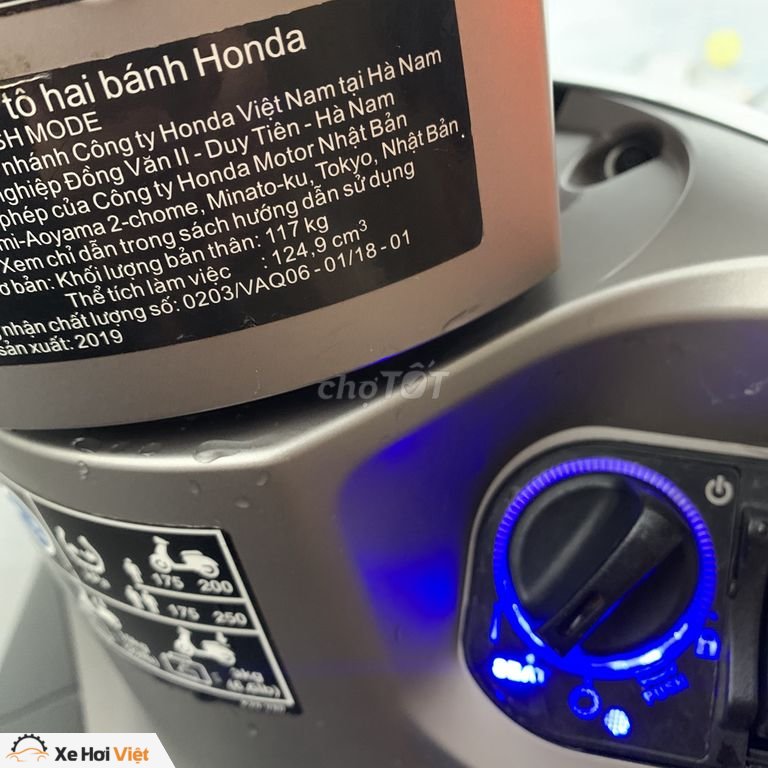 tô hai bánh Honda
SH MODE
nhánh Công ty Honda Việt Nam tại Hà Nam
nghiệp Đồng Văn II - Duy Tiên - Hà Nam
phép của Công ty Honda Motor Nhật Bản
mi-Aoyama 2-chome, Minato-ku, Tokyo, Nhật Bản.
Xem chỉ dẫn trong sách hướng dẫn sử dụng
ơ bản: Khối lượng bản thân: 117 kg
Thể tích làm việc : 124,9 cm³
nhận chất lượng số: 0203/VAQ06 - 01/18 - 01
sản xuất: 2019
chợTỐT
175 200
175 250
SEAT
PUSH
Xe Hơi Việt